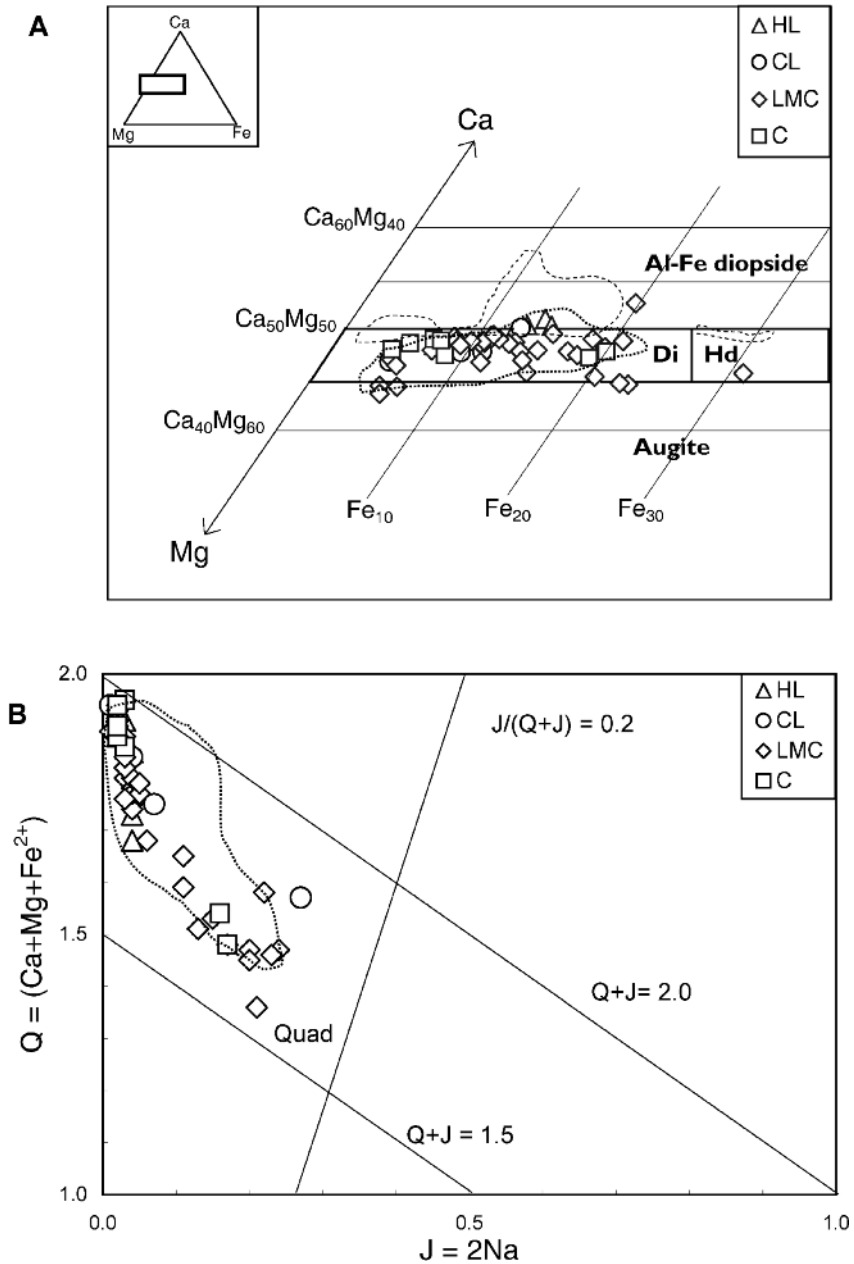 A
Ca
Mg
Fe
HL
CL
LMC
C
Ca
Ca₆₀Mg₄₀
Al-Fe diopside
Ca₅₀Mg₅₀
Di
Hd
Ca₄₀Mg₆₀
Augite
Fe₁₀
Fe₂₀
Fe₃₀
Mg
B
2.0
HL
CL
LMC
C
J/(Q+J) = 0.2
Q = (Ca+Mg+Fe²⁺)
1.5
Q+J= 2.0
Quad
Q+J = 1.5
1.0
0.0
0.5
1.0
J = 2Na